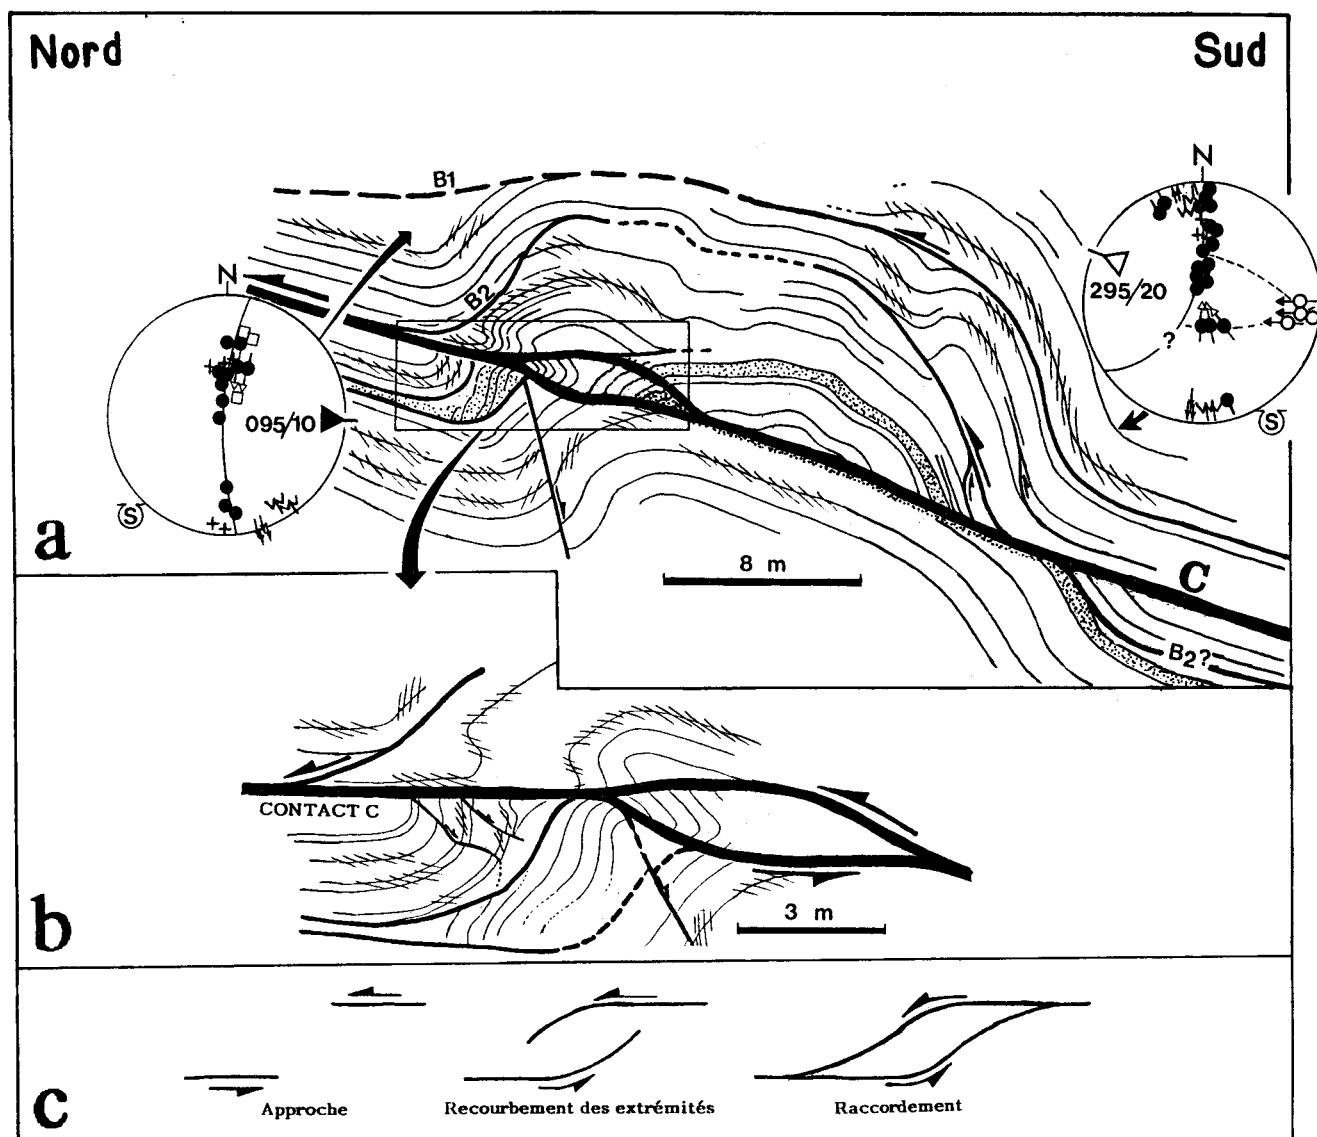 Nord
Sud
B1
N
295/20
?
S
B2
N
095/10
S
a
8 m
C
B2?
CONTACT C
b
3 m
c
Approche
Recourbement des extrémités
Raccordement